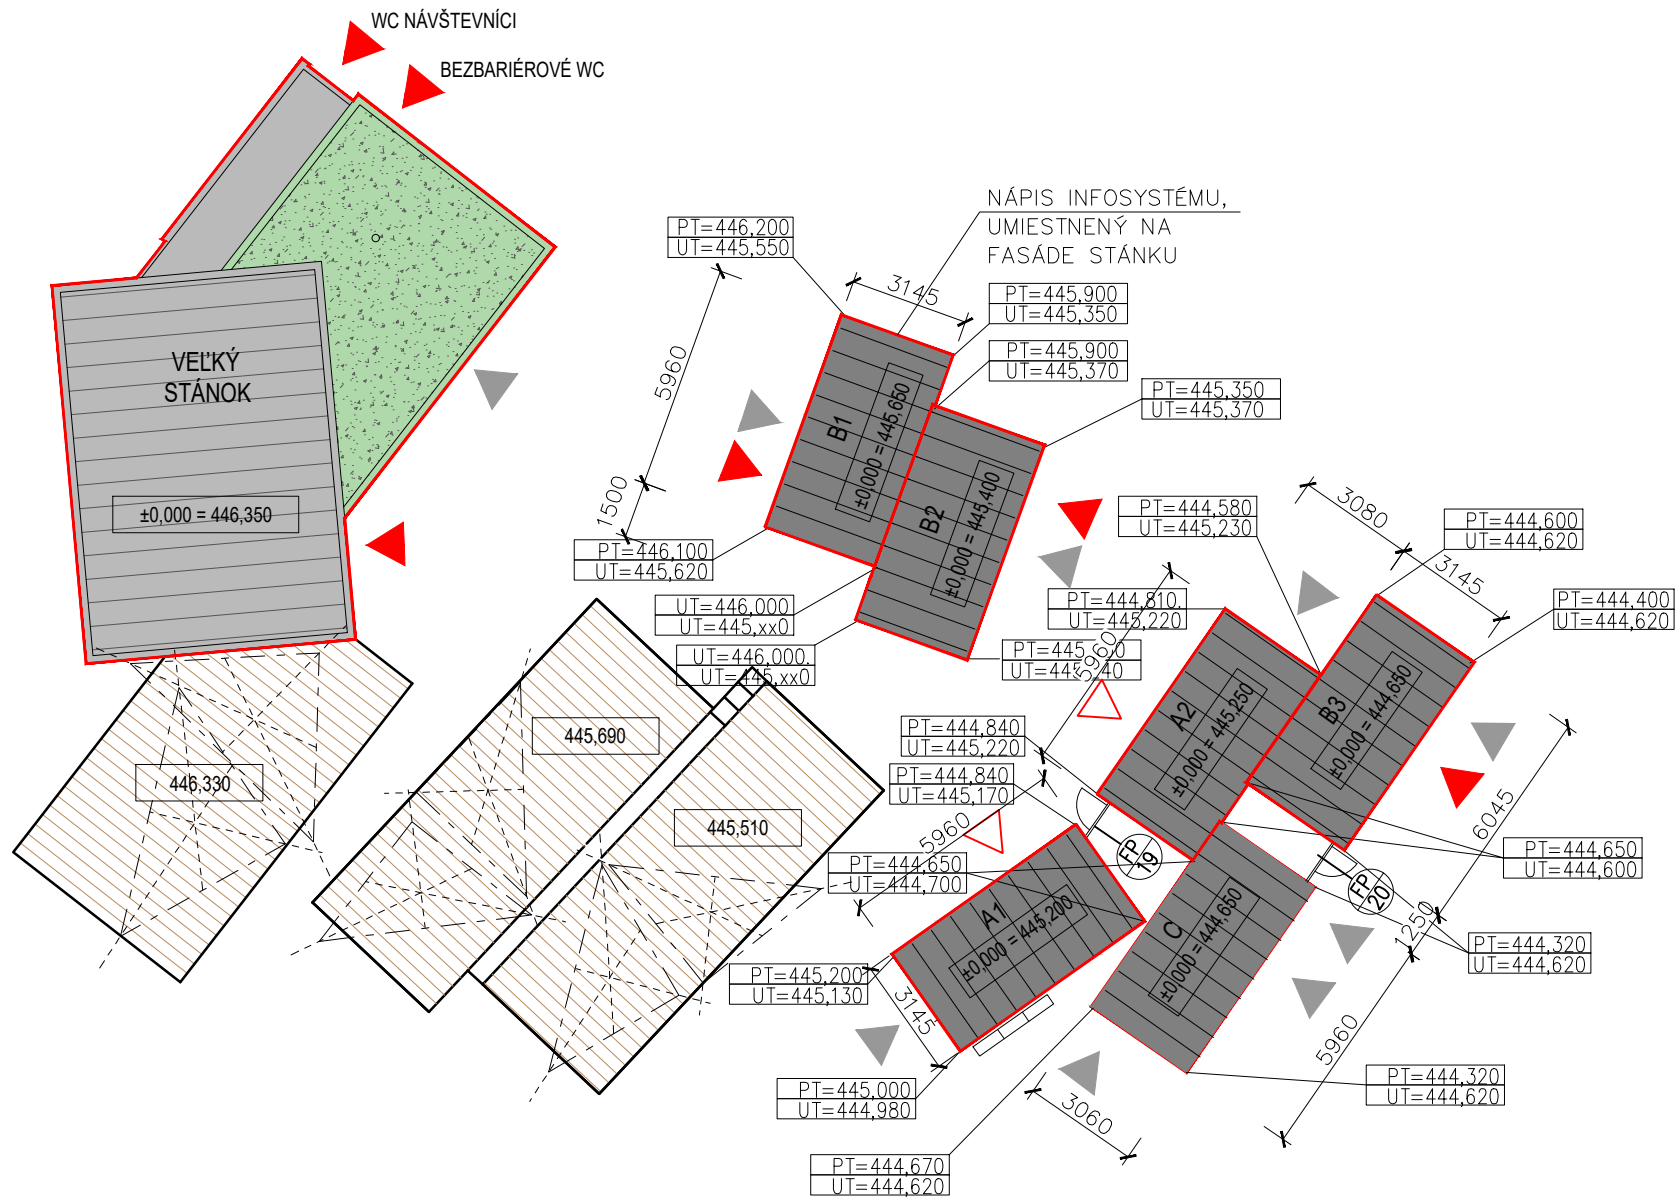 WC NÁVŠTEVNÍCI
BEZBARIÉROVÉ WC
VEĽKÝ
STÁNOK
±0,000 = 446,350
446,330
445,690
445,510
NÁPIS INFOSYSTÉMU,
UMIESTNENÝ NA
FASÁDE STÁNKU
PT=446,200
UT=445,550
3145
PT=445,900
UT=445,350
PT=445,900
UT=445,370
PT=445,350
UT=445,370
5960
1500
B1
±0,000 = 445,650
B2
±0,000 = 445,400
PT=446,100
UT=445,620
UT=446,000
UT=445,xx0
UT=446,000.
UT=445,xx0
PT=444,580
UT=445,230
3080
3145
PT=444,600
UT=444,620
PT=444,400
UT=444,620
PT=444,810.
UT=445,220
5960
A2
±0,000 = 445,250
B3
±0,000 = 444,650
PT=444,840
UT=445,220
PT=444,840
UT=445,170
5960
PT=444,650
UT=444,700
FP
19
FP
20
6045
PT=444,650
UT=444,600
1250
PT=444,320
UT=444,620
A1
±0,000 = 445,200
C
±0,000 = 444,650
PT=445,200
UT=445,130
3145
5960
PT=445,000
UT=444,980
3060
PT=444,320
UT=444,620
PT=444,670
UT=444,620